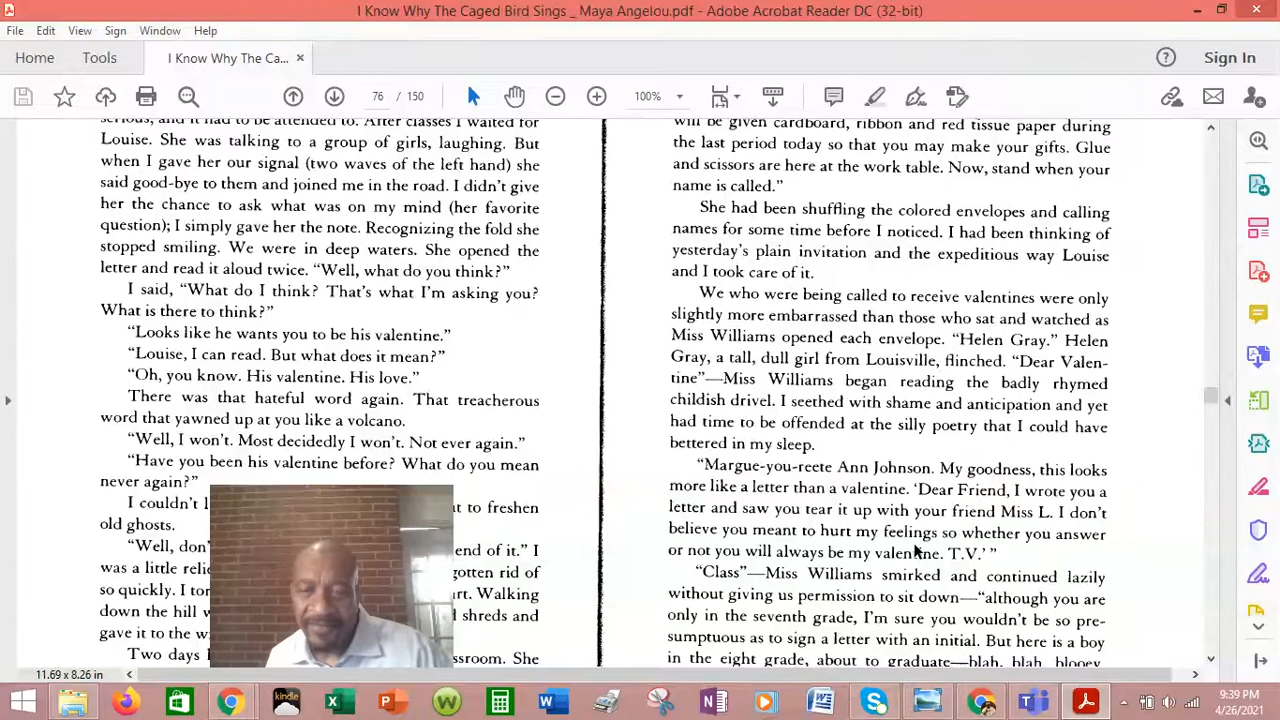 I Know Why The Caged Bird Sings _ Maya Angelou.pdf - Adobe Acrobat Reader DC (32-bit)
File Edit View Sign Window Help
Home Tools I Know Why The Ca... × Sign In
76 / 150 100%
serious, and it had to be attended to. After classes I waited for
Louise. She was talking to a group of girls, laughing. But
when I gave her our signal (two waves of the left hand) she
said good-bye to them and joined me in the road. I didn't give
her the chance to ask what was on my mind (her favorite
question); I simply gave her the note. Recognizing the fold she
stopped smiling. We were in deep waters. She opened the
letter and read it aloud twice. “Well, what do you think?”
I said, “What do I think? That's what I'm asking you?
What is there to think?”
“Looks like he wants you to be his valentine.”
“Louise, I can read. But what does it mean?”
“Oh, you know. His valentine. His love.”
There was that hateful word again. That treacherous
word that yawned up at you like a volcano.
“Well, I won't. Most decidedly I won't. Not ever again.”
“Have you been his valentine before? What do you mean
never again?”
I couldn't to freshen
old ghosts.
“Well, don' end of it.” I
was a little gotten rid of
so quickly. I Walking
down the hill shreds and
gave it to the
Two days ssroom. She
will be given cardboard, ribbon and red tissue paper during
the last period today so that you may make your gifts. Glue
and scissors are here at the work table. Now, stand when your
name is called.”
She had been shuffling the colored envelopes and calling
names for some time before I noticed. I had been thinking of
yesterday's plain invitation and the expeditious way Louise
and I took care of it.
We who were being called to receive valentines were only
slightly more embarrassed than those who sat and watched as
Miss Williams opened each envelope. “Helen Gray.” Helen
Gray, a tall, dull girl from Louisville, flinched. “Dear Valen-
tine”—Miss Williams began reading the badly rhymed
childish drivel. I seethed with shame and anticipation and yet
had time to be offended at the silly poetry that I could have
bettered in my sleep.
“Margue-you-reete Ann Johnson. My goodness, this looks
more like a letter than a valentine. ‘Dear Friend, I wrote you a
letter and saw you tear it up with your friend Miss L. I don't
believe you meant to hurt my feelings so whether you answer
or not you will always be my valentine. T.V.’ ”
“Class”—Miss Williams smirked and continued lazily
without giving us permission to sit down—“although you are
only in the seventh grade, I'm sure you wouldn't be so pre-
sumptuous as to sign a letter with an initial. But here is a boy
in the eight grade, about to graduate—blah, blah, blooey
11.69 x 8.26 in
kindle
9:39 PM
4/26/2021